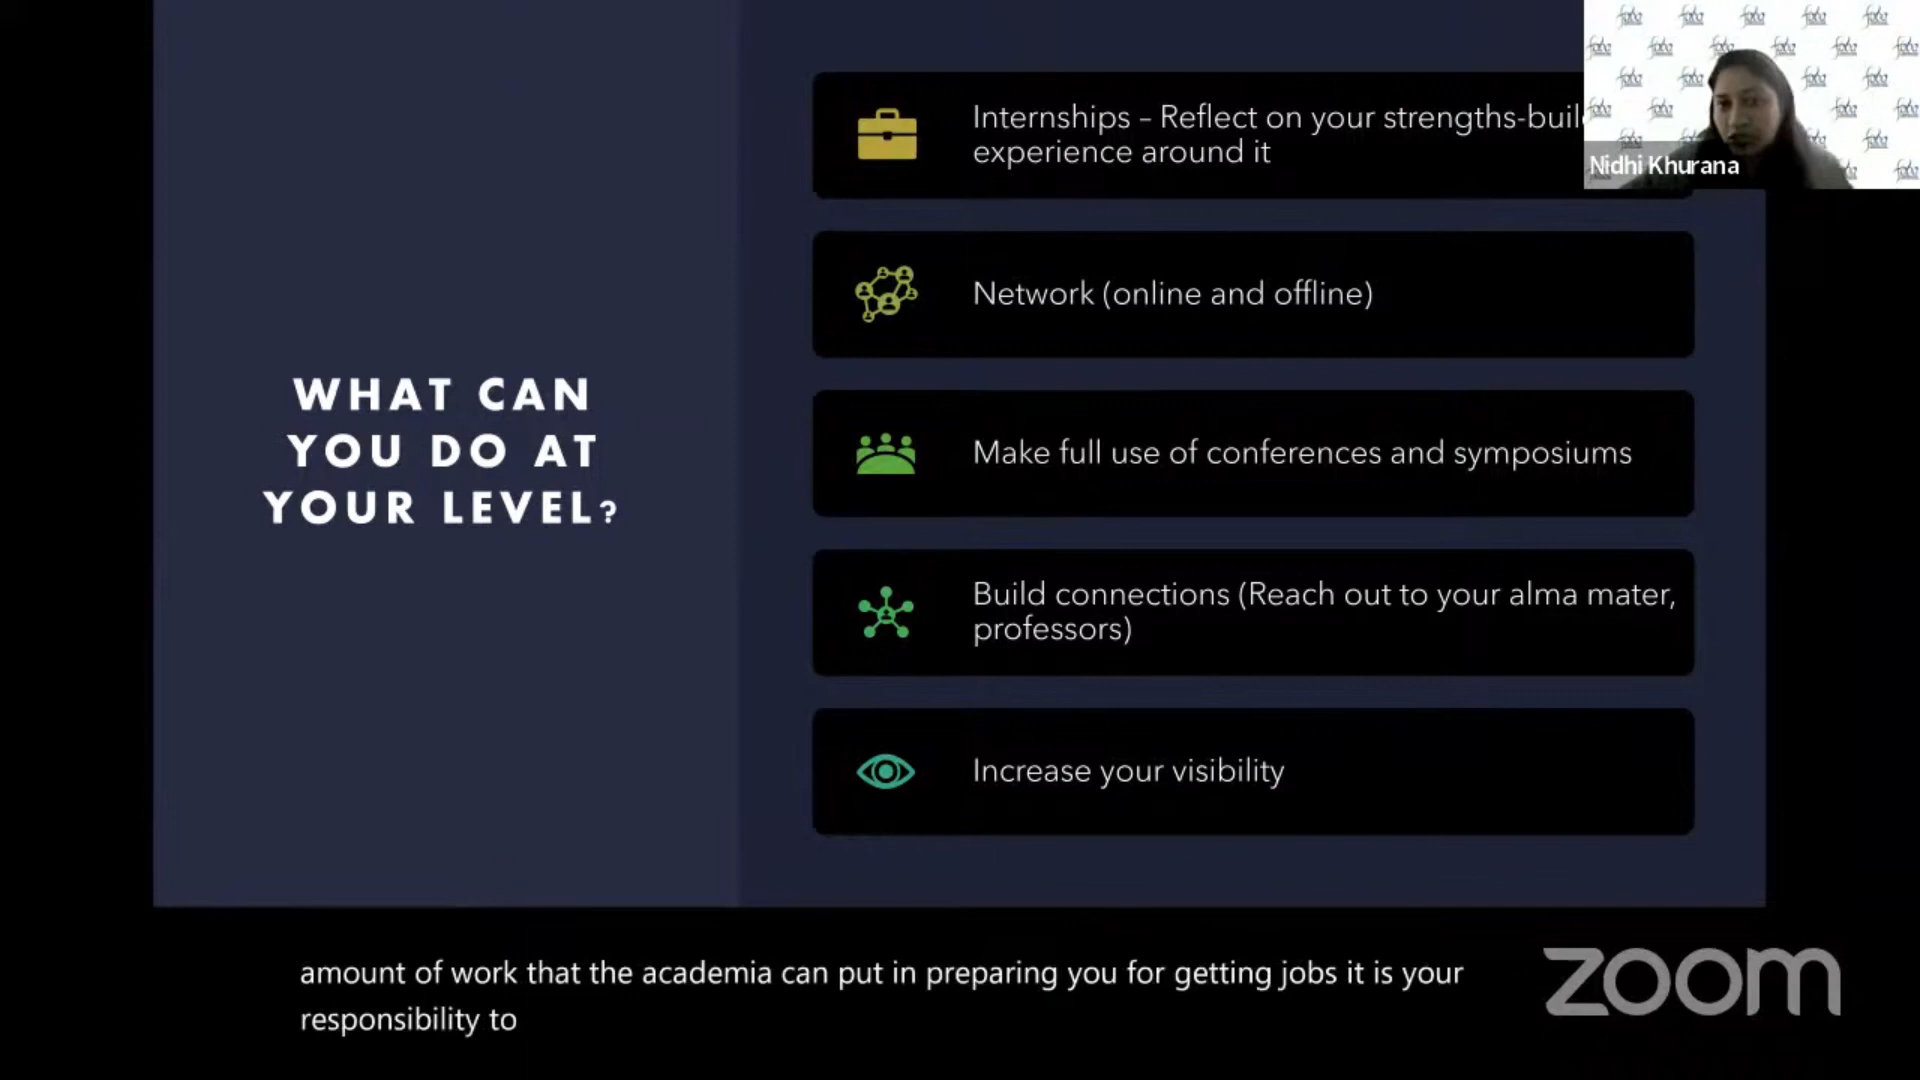 WHAT CAN
YOU DO AT
YOUR LEVEL?
Internships – Reflect on your strengths-buil
experience around it
Network (online and offline)
Make full use of conferences and symposiums
Build connections (Reach out to your alma mater,
professors)
Increase your visibility
Nidhi Khurana
amount of work that the academia can put in preparing you for getting jobs it is your
responsibility to
zoom